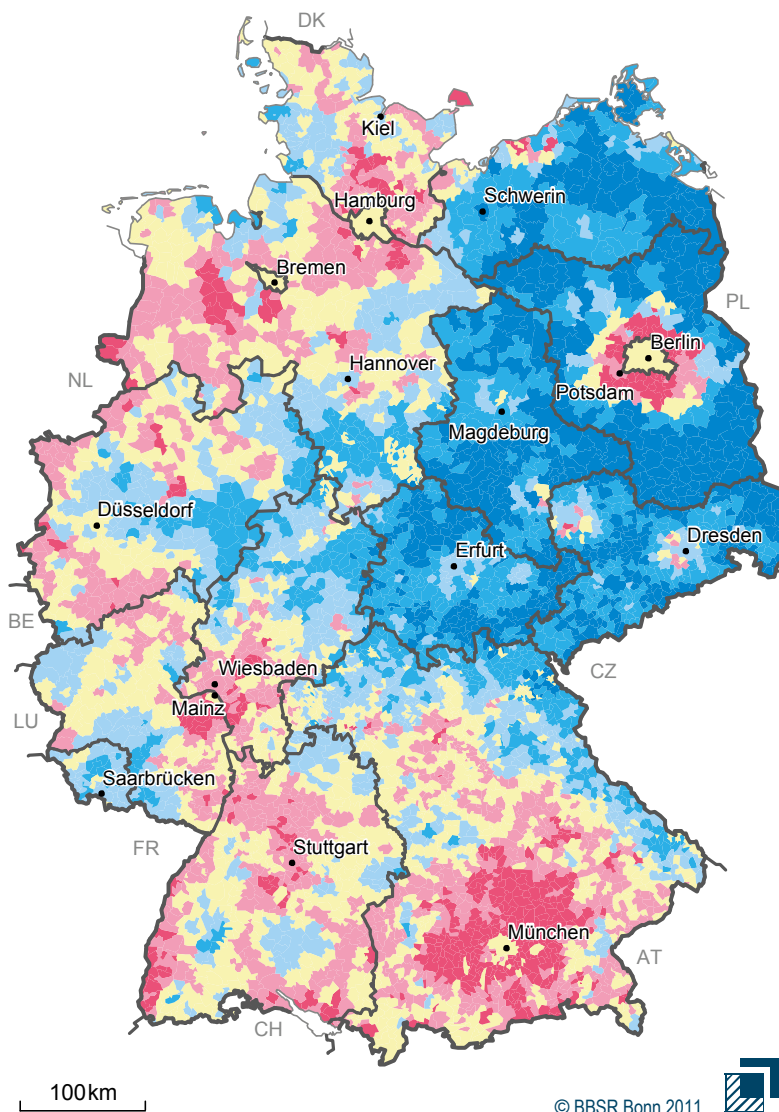 DK
Kiel
Hamburg
Schwerin
Bremen
PL
Berlin
Hannover
NL
Potsdam
Magdeburg
Düsseldorf
Dresden
Erfurt
BE
CZ
Wiesbaden
Mainz
LU
Saarbrücken
FR
Stuttgart
München
AT
CH
100km
© BBSR Bonn 2011